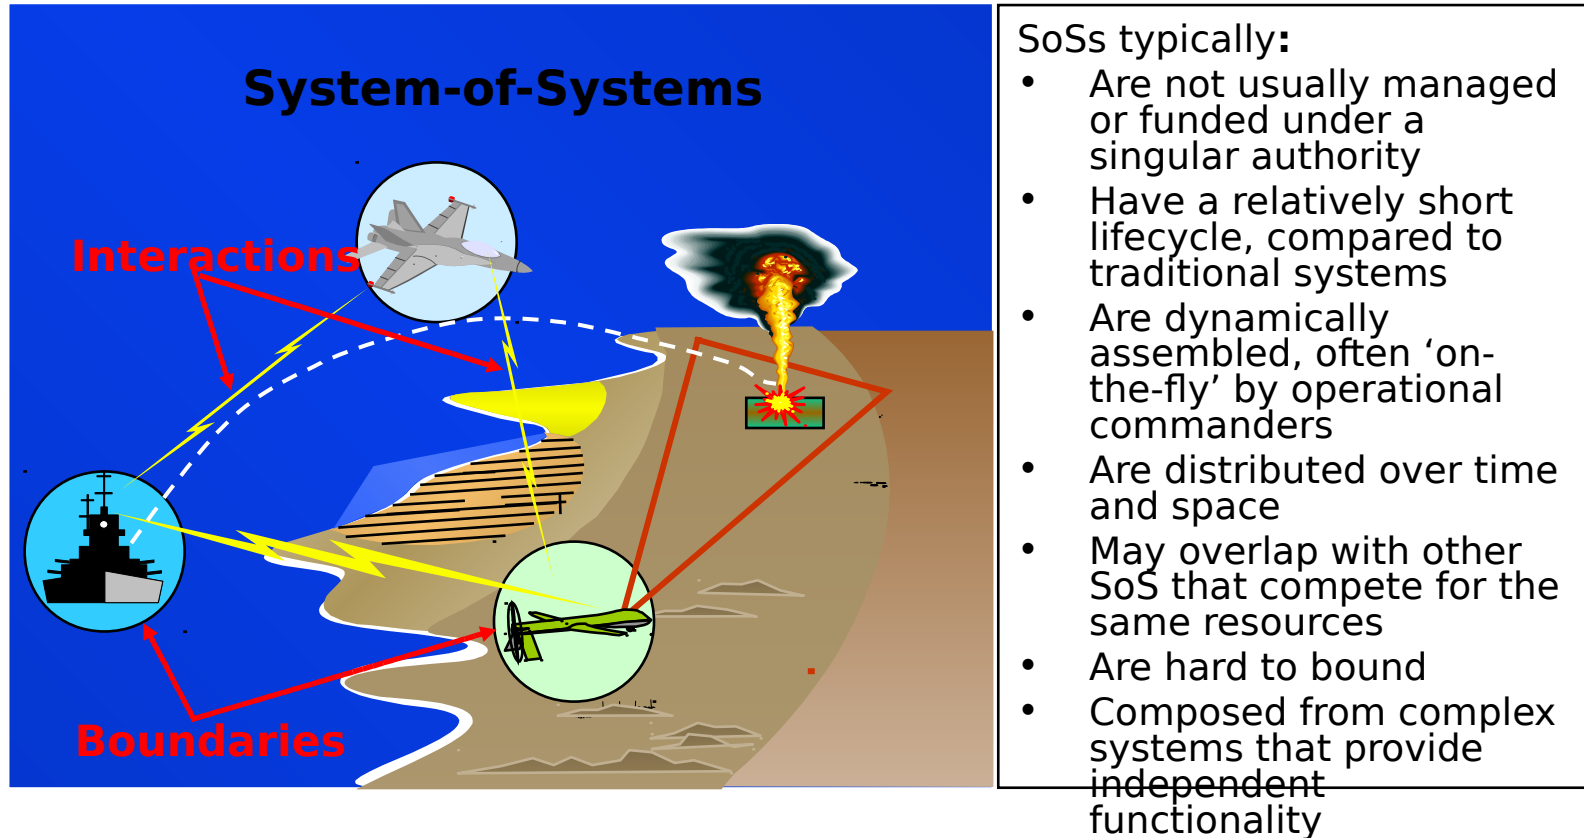 System-of-Systems
Interactions
Boundaries
SoSs typically:
• Are not usually managed
or funded under a
singular authority
• Have a relatively short
lifecycle, compared to
traditional systems
• Are dynamically
assembled, often ‘on-
the-fly’ by operational
commanders
• Are distributed over time
and space
• May overlap with other
SoS that compete for the
same resources
• Are hard to bound
• Composed from complex
systems that provide
independent
functionality